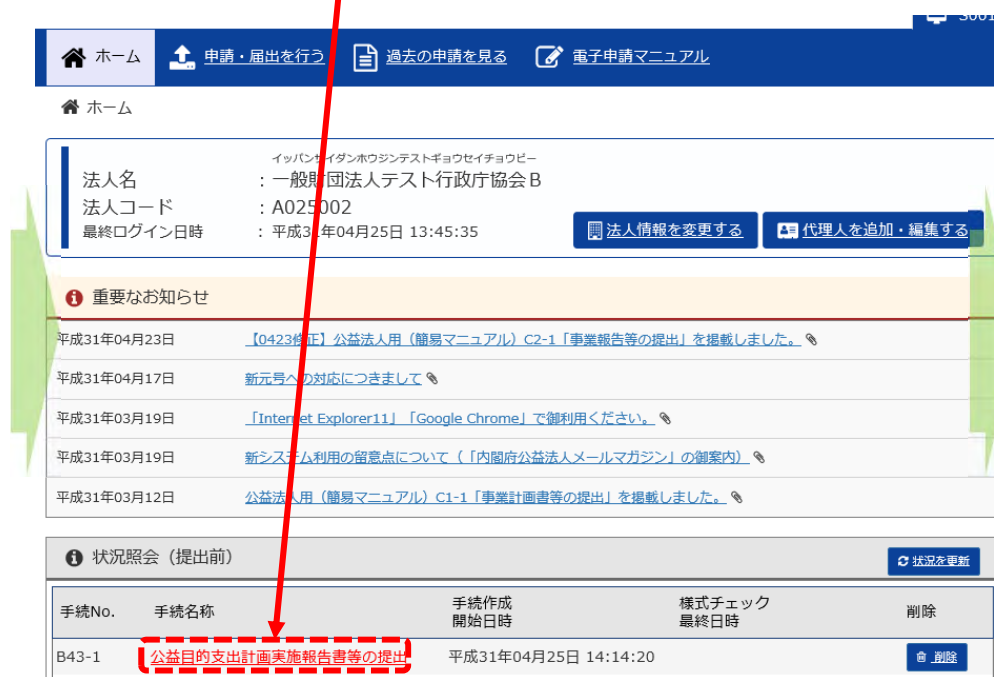 S001
ホーム 申請・届出を行う 過去の申請を見る 電子申請マニュアル
ホーム
イッパンザイダンホウジンテストギョウセイチョウビー
法人名 : 一般財団法人テスト行政庁協会B
法人コード : A025002
最終ログイン日時 : 平成31年04月25日 13:45:35 法人情報を変更する 代理人を追加・編集する
重要なお知らせ
平成31年04月23日 【0423修正】公益法人用（簡易マニュアル）C2-1「事業報告等の提出」を掲載しました。
平成31年04月17日 新元号への対応につきまして
平成31年03月19日 「Internet Explorer11」「Google Chrome」で御利用ください。
平成31年03月19日 新システム利用の留意点について（「内閣府公益法人メールマガジン」の御案内）
平成31年03月12日 公益法人用（簡易マニュアル）C1-1「事業計画書等の提出」を掲載しました。
状況照会（提出前） 状況を更新
手続No. 手続名称 手続作成 様式チェック 削除
開始日時 最終日時
B43-1 公益目的支出計画実施報告書等の提出 平成31年04月25日 14:14:20 削除